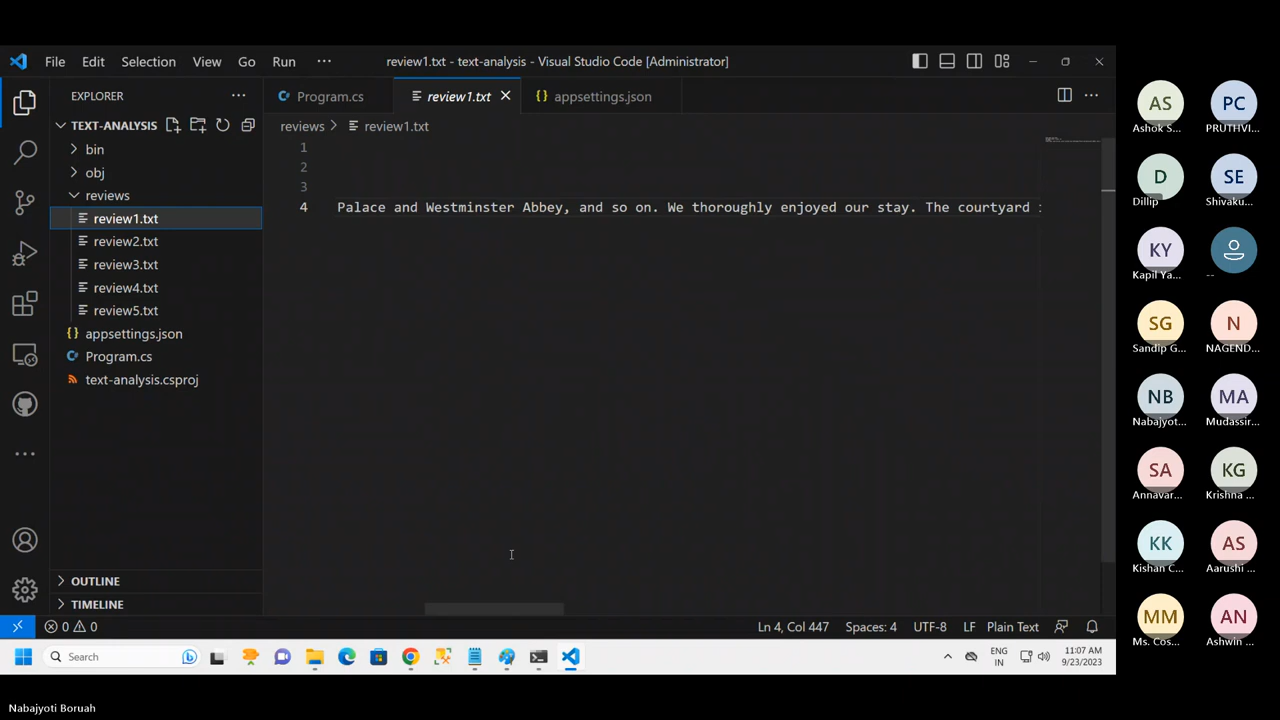 File Edit Selection View Go Run ··· review1.txt - text-analysis - Visual Studio Code [Administrator]
EXPLORER ···
Program.cs review1.txt appsettings.json ···
TEXT-ANALYSIS
bin
obj
reviews
review1.txt
review2.txt
review3.txt
review4.txt
review5.txt
appsettings.json
Program.cs
text-analysis.csproj
OUTLINE
TIMELINE
reviews > review1.txt
1
2
3
4 Palace and Westminster Abbey, and so on. We thoroughly enjoyed our stay. The courtyard
0 0 Ln 4, Col 447 Spaces: 4 UTF-8 LF Plain Text
Search ENG IN 11:07 AM 9/23/2023
AS
Ashok S...
PC
PRUTHVI...
D
Dillip
SE
Shivaku...
KY
Kapil Ya...
--
SG
Sandip G...
N
NAGEND...
NB
Nabajyot...
MA
Mudassir...
SA
Annavar...
KG
Krishna ...
KK
Kishan C...
AS
Aarushi ...
MM
Ms. Cos...
AN
Ashwin ...
Nabajyoti Boruah